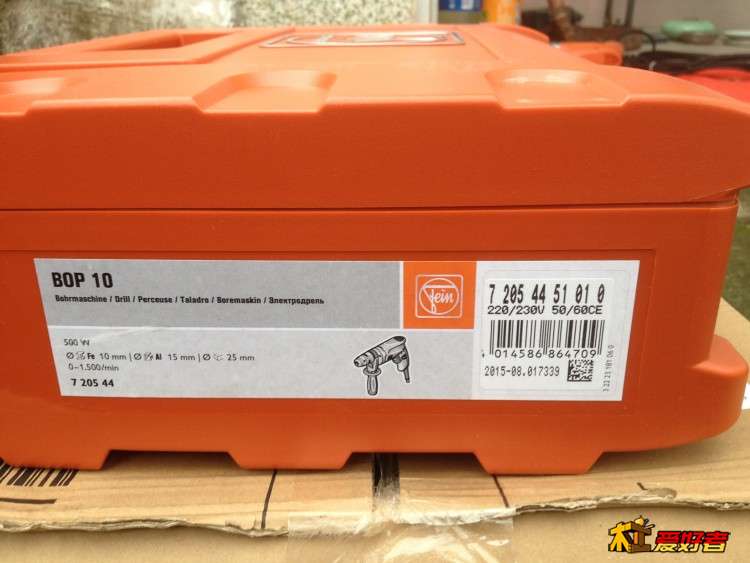 BOP 10
Bohrmaschine / Drill / Perceuse / Taladro / Boremaskin / Электродрель
500 W
Ø Fe 10 mm | Ø Al 15 mm | Ø 25 mm
0–1,500/min
7 205 44
fein
7 205 44 51 01 0
220/230V 50/60CE
4 014586 864709
2015-08.017339
爱好者